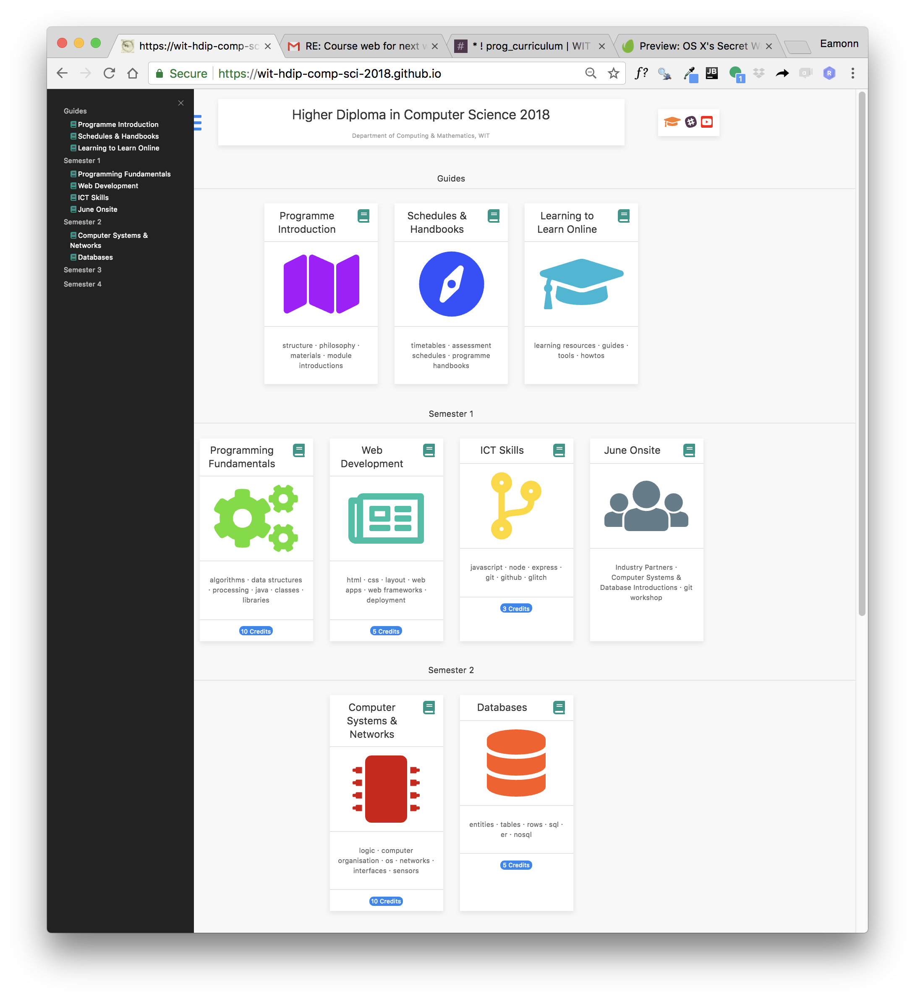 https://wit-hdip-comp-sc
RE: Course web for next w
* ! prog_curriculum | WIT
Preview: OS X's Secret We
Eamonn
Secure
https://wit-hdip-comp-sci-2018.github.io
f?
JB
1
a
R
Guides
Programme Introduction
Schedules & Handbooks
Learning to Learn Online
Semester 1
Programming Fundamentals
Web Development
ICT Skills
June Onsite
Semester 2
Computer Systems &
Networks
Databases
Semester 3
Semester 4
Higher Diploma in Computer Science 2018
Department of Computing & Mathematics, WIT
Guides
Programme
Introduction
structure · philosophy ·
materials · module
introductions
Schedules &
Handbooks
timetables · assessment
schedules · programme
handbooks
Learning to
Learn Online
learning resources · guides ·
tools · howtos
Semester 1
Programming
Fundamentals
algorithms · data structures
· processing · java · classes ·
libraries
10 Credits
Web
Development
html · css · layout · web
apps · web frameworks ·
deployment
5 Credits
ICT Skills
javascript · node · express ·
git · github · glitch
3 Credits
June Onsite
Industry Partners ·
Computer Systems &
Database Introductions · git
workshop
Semester 2
Computer
Systems &
Networks
logic · computer
organisation · os · networks ·
interfaces · sensors
10 Credits
Databases
entities · tables · rows · sql ·
er · nosql
5 Credits